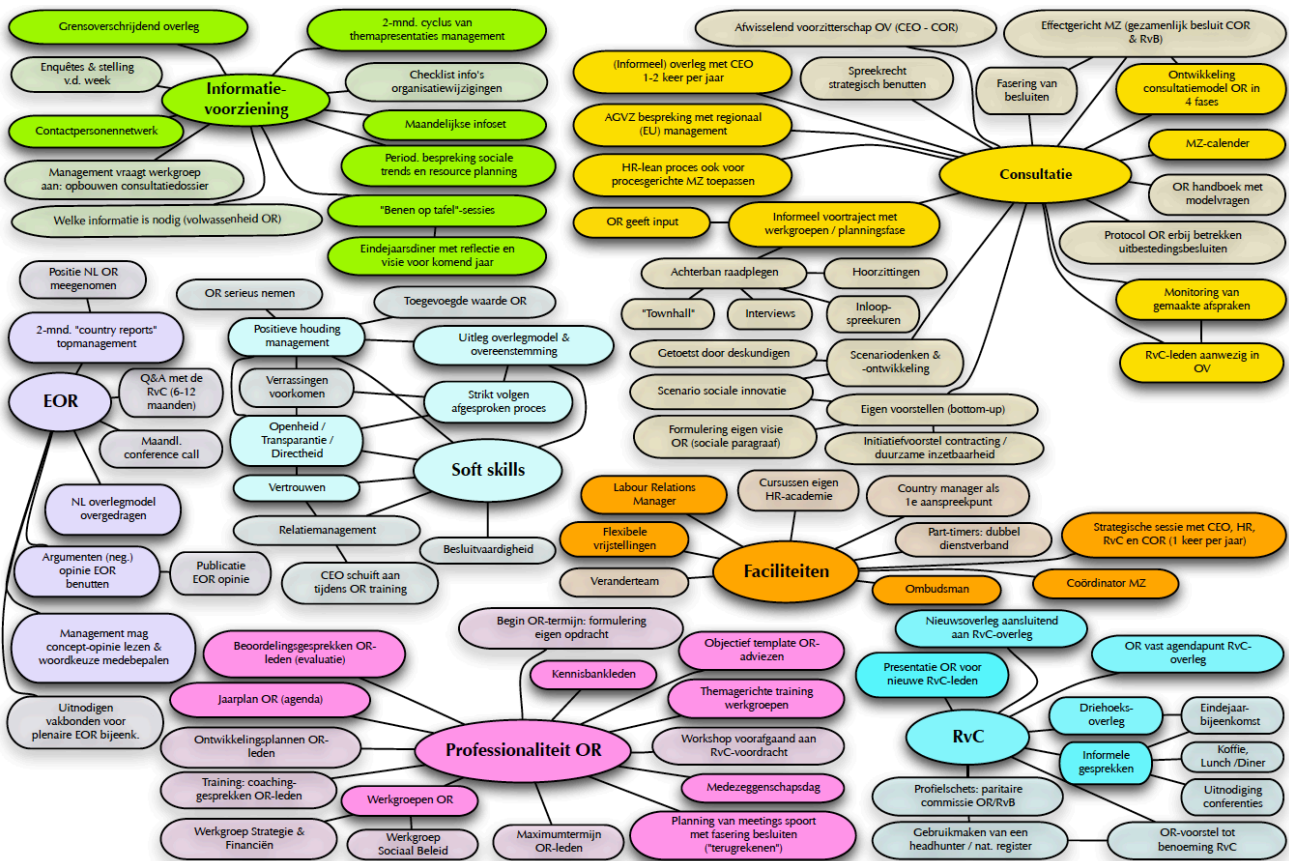 Grensoverschrijdend overleg
2-mnd. cyclus van
themapresentaties management
Enquêtes & stelling
v.d. week
Informatie-
voorziening
Checklist info's
organisatiewijzigingen
Contactpersonennetwerk
Maandelijkse infoset
Management vraagt werkgroep
aan: opbouwen consultatiedossier
Period. bespreking sociale
trends en resource planning
Welke informatie is nodig (volwassenheid OR)
"Benen op tafel"-sessies
Eindejaarsdiner met reflectie en
visie voor komend jaar
Afwisselend voorzitterschap OV (CEO - COR)
Effectgericht MZ (gezamenlijk besluit COR
& RvB)
(Informeel) overleg met CEO
1-2 keer per jaar
Spreekrecht
strategisch benutten
Fasering van
besluiten
Ontwikkeling
consultatiemodel OR in
4 fases
AGVZ bespreking met regionaal
(EU) management
MZ-calender
HR-lean proces ook voor
procesgerichte MZ toepassen
Consultatie
OR handboek met
modelvragen
OR geeft input
Informeel voortraject met
werkgroepen / planningsfase
Protocol OR erbij betrekken
uitbestedingsbesluiten
Achterban raadplegen
Hoorzittingen
"Townhall"
Interviews
Inloop-
spreekuren
Monitoring van
gemaakte afspraken
Getoetst door deskundigen
Scenariodenken &
-ontwikkeling
RvC-leden aanwezig in
OV
Scenario sociale innovatie
Eigen voorstellen (bottom-up)
Formulering eigen visie
OR (sociale paragraaf)
Initiatiefvoorstel contracting /
duurzame inzetbaarheid
Positie NL OR
meegenomen
2-mnd. "country reports"
topmanagement
EOR
Q&A met de
RvC (6-12
maanden)
Maandl.
conference call
NL overlegmodel
overgedragen
Argumenten (neg.)
opinie EOR
benutten
Publicatie
EOR opinie
Management mag
concept-opinie lezen &
woordkeuze medebepalen
Uitnodigen
vakbonden voor
plenaire EOR bijeenk.
OR serieus nemen
Toegevoegde waarde OR
Positieve houding
management
Uitleg overlegmodel &
overeenstemming
Verrassingen
voorkomen
Strikt volgen
afgesproken proces
Openheid /
Transparantie /
Directheid
Soft skills
Vertrouwen
Relatiemanagement
Besluitvaardigheid
CEO schuift aan
tijdens OR training
Labour Relations
Manager
Cursussen eigen
HR-academie
Country manager als
1e aanspreekpunt
Flexibele
vrijstellingen
Part-timers: dubbel
dienstverband
Strategische sessie met CEO, HR,
RvC en COR (1 keer per jaar)
Faciliteiten
Veranderteam
Ombudsman
Coördinator MZ
Begin OR-termijn: formulering
eigen opdracht
Beoordelingsgesprekken OR-
leden (evaluatie)
Objectief template OR-
adviezen
Kennisbankleden
Jaarplan OR (agenda)
Themagerichte training
werkgroepen
Ontwikkelingsplannen OR-
leden
Professionaliteit OR
Workshop voorafgaand aan
RvC-voordracht
Training: coaching-
gesprekken OR-leden
Werkgroepen OR
Medezeggenschapsdag
Werkgroep Strategie &
Financiën
Werkgroep
Sociaal Beleid
Maximumtermijn
OR-leden
Planning van meetings spoort
met fasering besluiten
("terugrekenen")
Nieuwsoverleg aansluitend
aan RvC-overleg
OR vast agendapunt RvC-
overleg
Presentatie OR voor
nieuwe RvC-leden
Driehoeks-
overleg
Eindejaar-
bijeenkomst
RvC
Informele
gesprekken
Koffie,
Lunch /Diner
Uitnodiging
conferenties
Profielschets: paritaire
commissie OR/RvB
Gebruikmaken van een
headhunter / nat. register
OR-voorstel tot
benoeming RvC